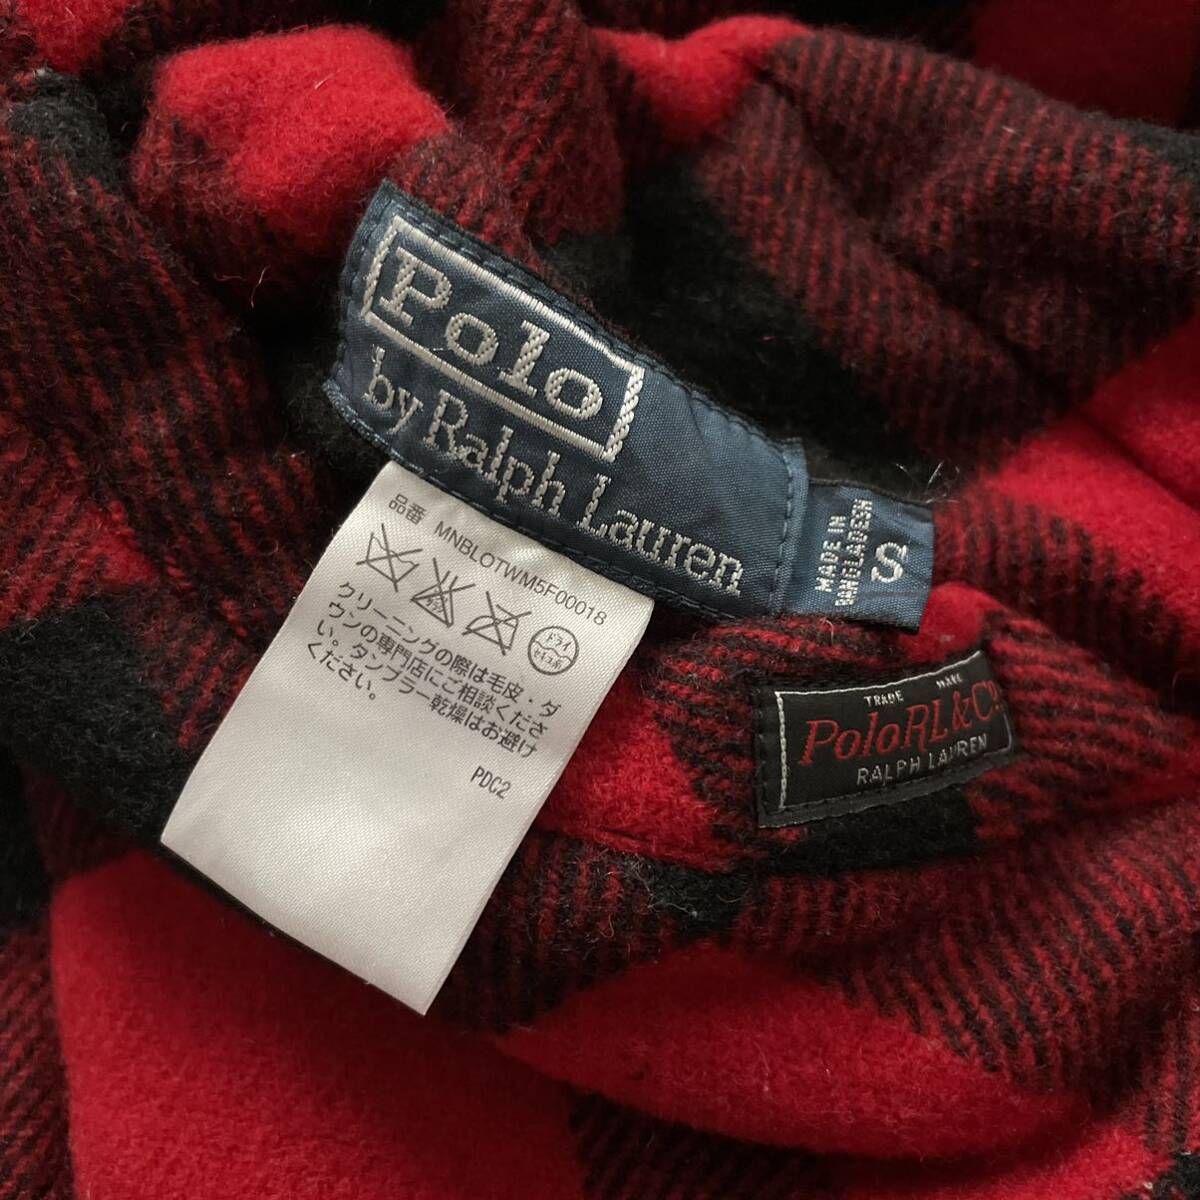 Polo
by Ralph Lauren
MADE IN
BANGLADESH
S
品番 MNBLOTWM5F00018
ドライ
セキユ系
クリーニングの際は毛皮・ダ
ウンの専門店にご相談くださ
い。タンブラー乾燥はお避け
ください。
PDC2
TRADE MARK
PoloRL&Co
RALPH LAUREN